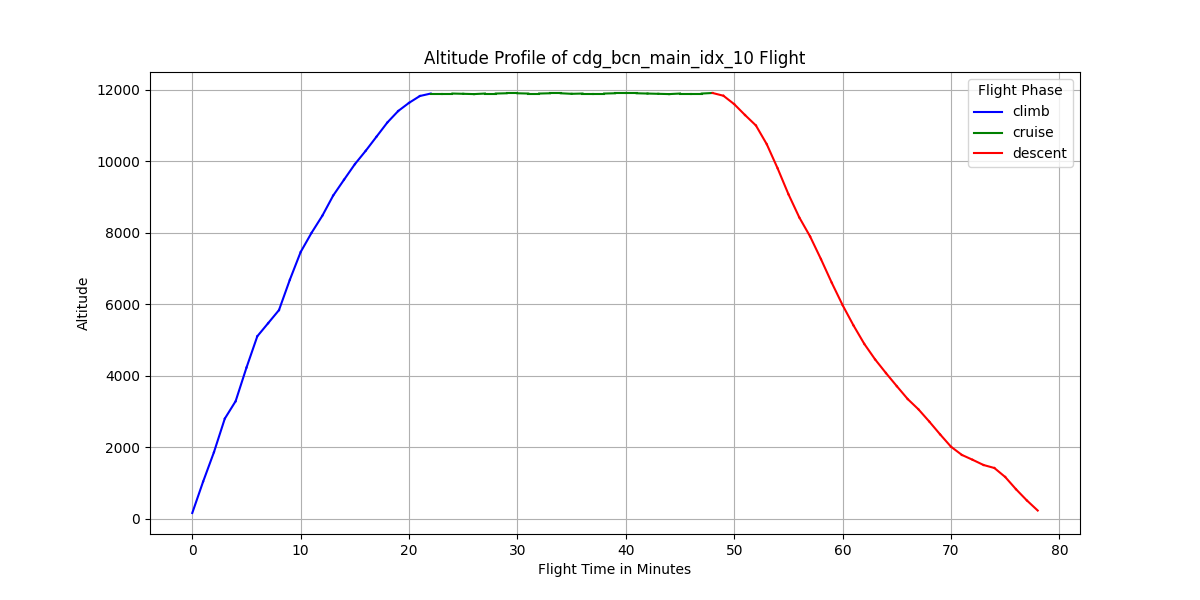 Altitude Profile of cdg_bcn_main_idx_10 Flight
Flight Phase
climb
cruise
descent
Altitude
12000
10000
8000
6000
4000
2000
0
0 10 20 30 40 50 60 70 80
Flight Time in Minutes